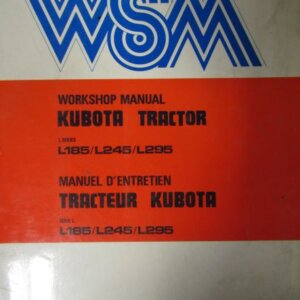 WSM
WORKSHOP MANUAL
KUBOTA TRACTOR
L SERIES
L185/L245/L295
MANUEL D'ENTRETIEN
TRACTEUR KUBOTA
SERIE L
L185/L245/L295